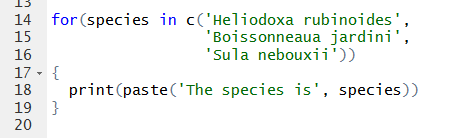 13
14 for(species in c('Heliodoxa rubinoides',
15 'Boissonneaua jardini',
16 'Sula nebouxii'))
17 {
18 print(paste('The species is', species))
19 }
20